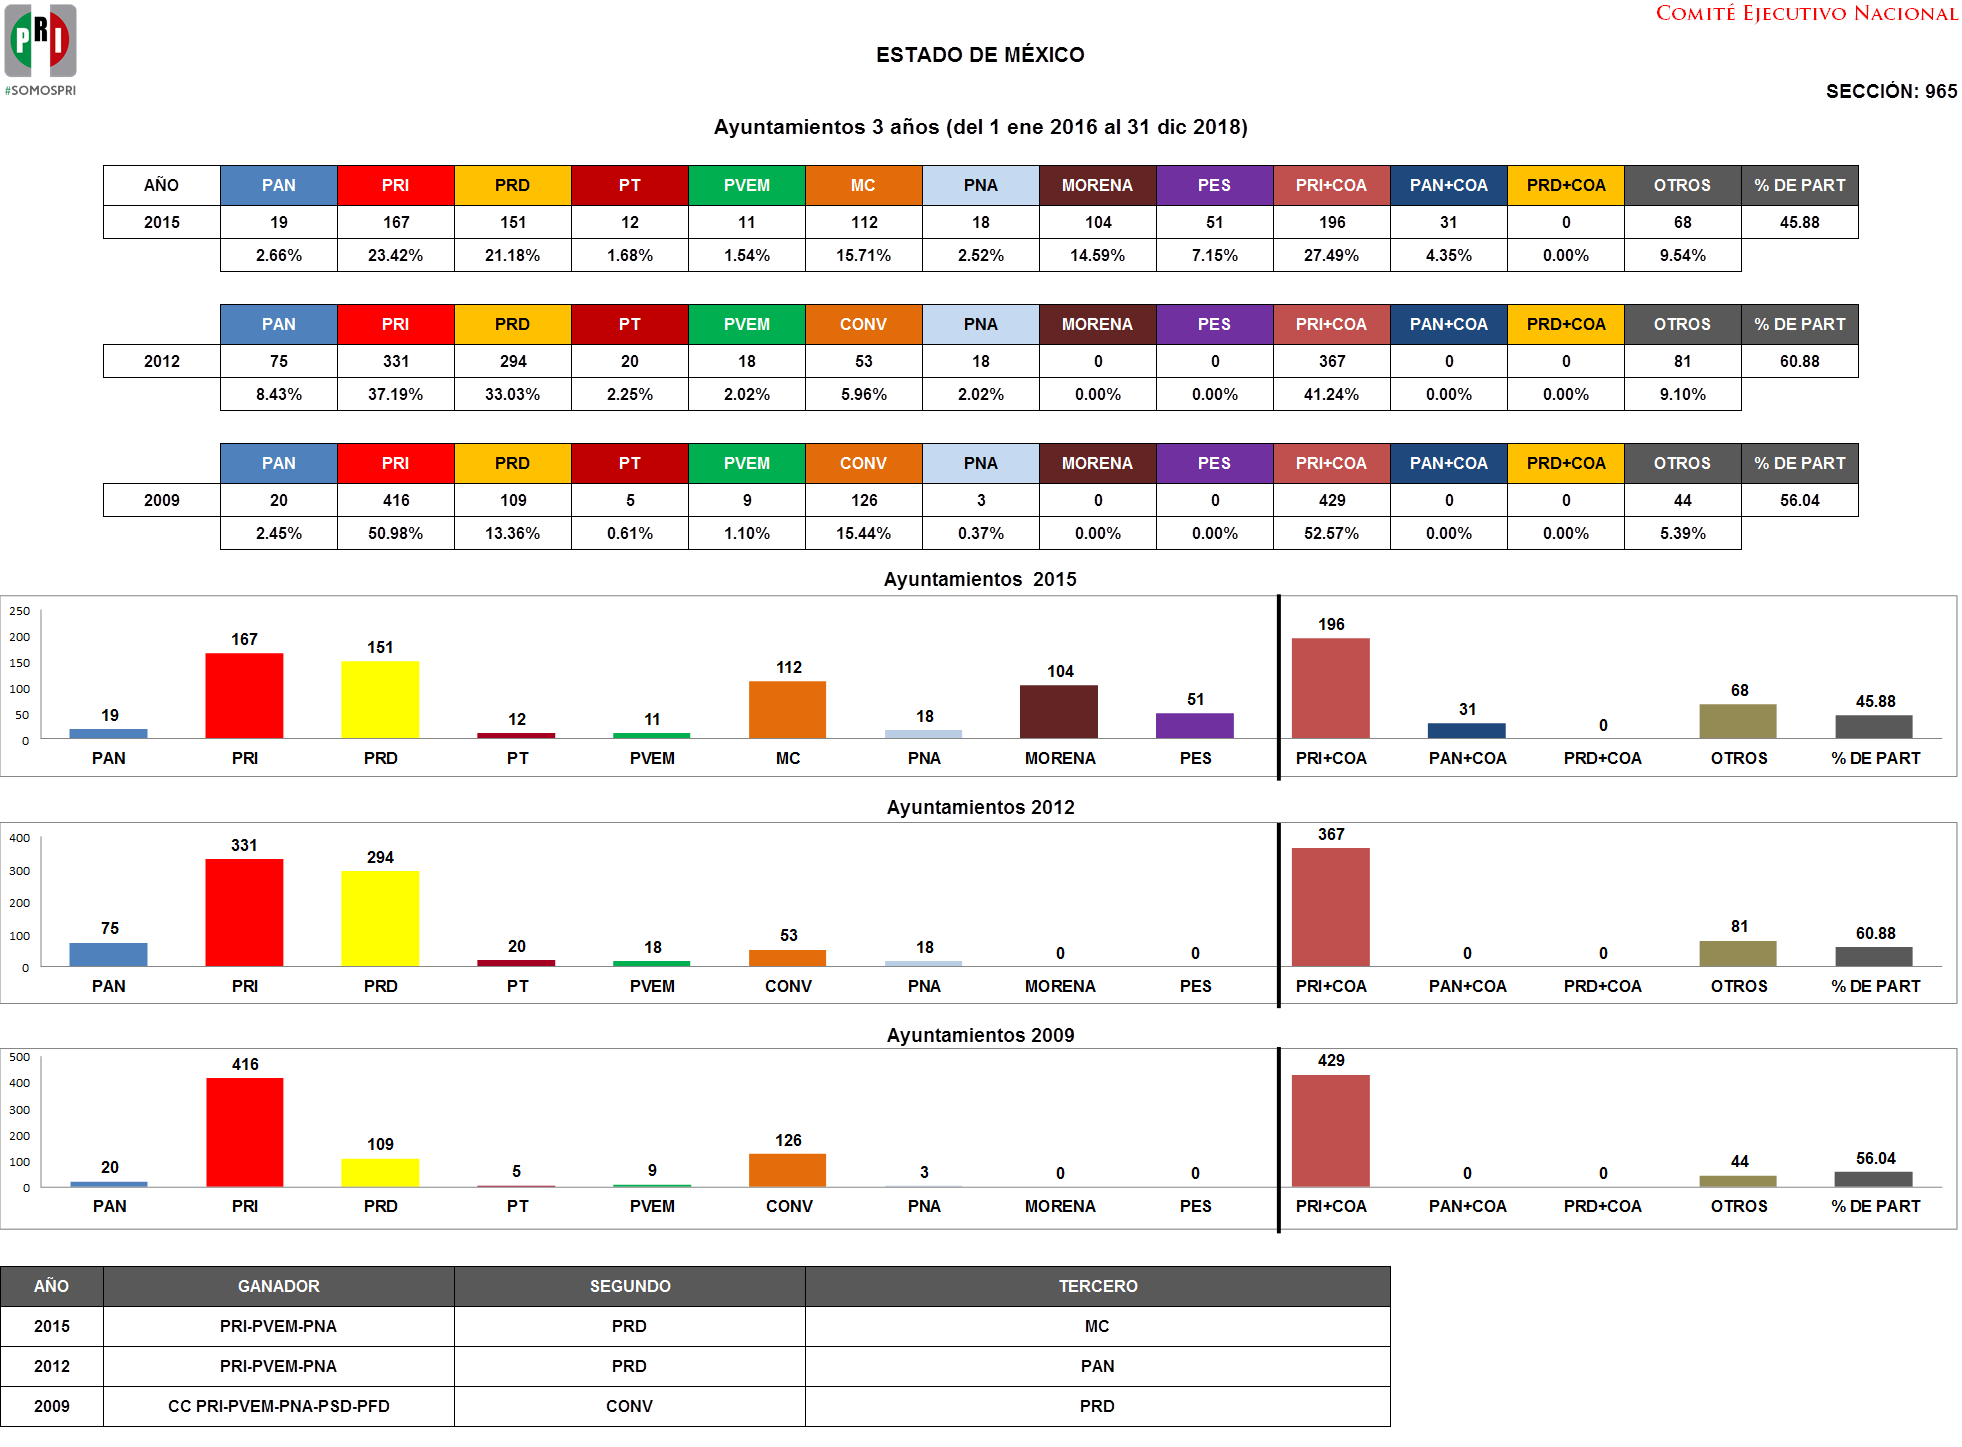 PRI
#SOMOSPRI
COMITÉ EJECUTIVO NACIONAL
ESTADO DE MÉXICO
SECCIÓN: 965
Ayuntamientos 3 años (del 1 ene 2016 al 31 dic 2018)
AÑO PAN PRI PRD PT PVEM MC PNA MORENA PES PRI+COA PAN+COA PRD+COA OTROS % DE PART
2015 19 167 151 12 11 112 18 104 51 196 31 0 68 45.88
2.66% 23.42% 21.18% 1.68% 1.54% 15.71% 2.52% 14.59% 7.15% 27.49% 4.35% 0.00% 9.54%
PAN PRI PRD PT PVEM CONV PNA MORENA PES PRI+COA PAN+COA PRD+COA OTROS % DE PART
2012 75 331 294 20 18 53 18 0 0 367 0 0 81 60.88
8.43% 37.19% 33.03% 2.25% 2.02% 5.96% 2.02% 0.00% 0.00% 41.24% 0.00% 0.00% 9.10%
PAN PRI PRD PT PVEM CONV PNA MORENA PES PRI+COA PAN+COA PRD+COA OTROS % DE PART
2009 20 416 109 5 9 126 3 0 0 429 0 0 44 56.04
2.45% 50.98% 13.36% 0.61% 1.10% 15.44% 0.37% 0.00% 0.00% 52.57% 0.00% 0.00% 5.39%
Ayuntamientos 2015
250
200
150
100
50
0
19 167 151 12 11 112 18 104 51 196 31 0 68 45.88
PAN PRI PRD PT PVEM MC PNA MORENA PES PRI+COA PAN+COA PRD+COA OTROS % DE PART
Ayuntamientos 2012
400
300
200
100
0
75 331 294 20 18 53 18 0 0 367 0 0 81 60.88
PAN PRI PRD PT PVEM CONV PNA MORENA PES PRI+COA PAN+COA PRD+COA OTROS % DE PART
Ayuntamientos 2009
500
400
300
200
100
0
20 416 109 5 9 126 3 0 0 429 0 0 44 56.04
PAN PRI PRD PT PVEM CONV PNA MORENA PES PRI+COA PAN+COA PRD+COA OTROS % DE PART
AÑO GANADOR SEGUNDO TERCERO
2015 PRI-PVEM-PNA PRD MC
2012 PRI-PVEM-PNA PRD PAN
2009 CC PRI-PVEM-PNA-PSD-PFD CONV PRD